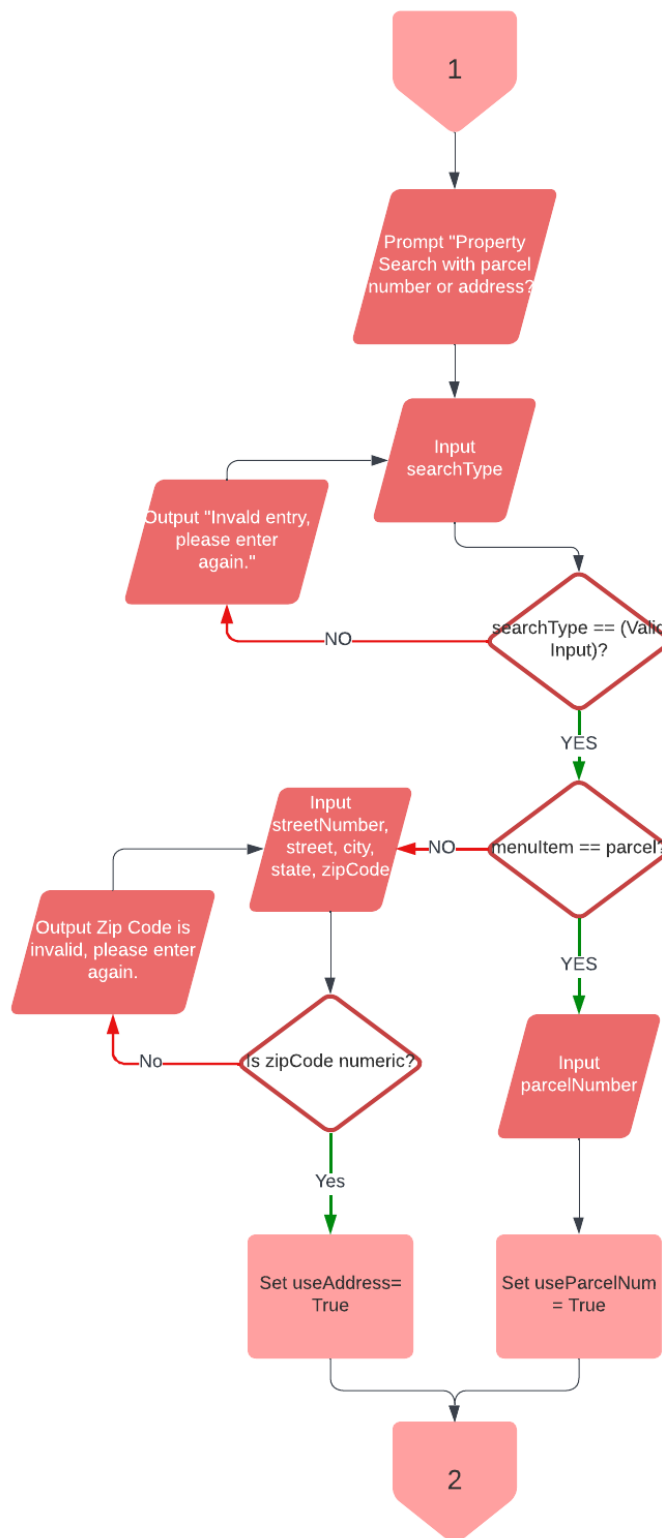 1
Prompt "Property
Search with parcel
number or address?
Input
searchType
Output "Invald entry,
please enter
again."
searchType == (Valid
Input)?
NO
YES
Input
streetNumber,
street, city,
state, zipCode
NO
menuItem == parcel?
Output Zip Code is
invalid, please enter
again.
YES
Input
parcelNumber
No
Is zipCode numeric?
Yes
Set useAddress=
True
Set useParcelNum
= True
2